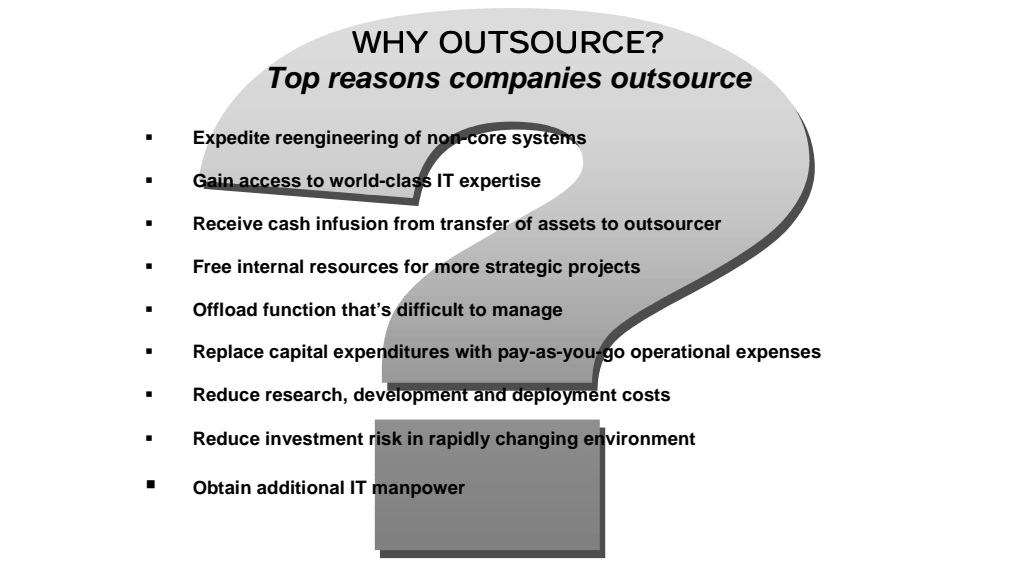 WHY OUTSOURCE?
Top reasons companies outsource
▪ Expedite reengineering of non-core systems
▪ Gain access to world-class IT expertise
▪ Receive cash infusion from transfer of assets to outsourcer
▪ Free internal resources for more strategic projects
▪ Offload function that’s difficult to manage
▪ Replace capital expenditures with pay-as-you-go operational expenses
▪ Reduce research, development and deployment costs
▪ Reduce investment risk in rapidly changing environment
▪ Obtain additional IT manpower